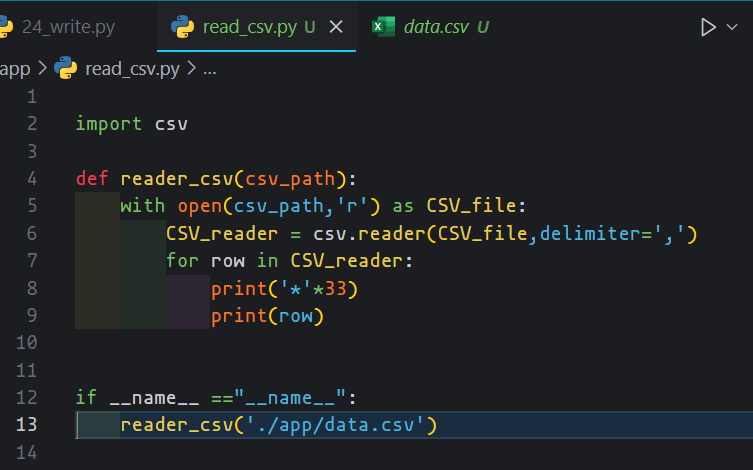 24_write.py read_csv.py U data.csv U
app > read_csv.py > ...
1
2 import csv
3
4 def reader_csv(csv_path):
5     with open(csv_path,'r') as CSV_file:
6         CSV_reader = csv.reader(CSV_file,delimiter=',')
7         for row in CSV_reader:
8             print('*'*33)
9             print(row)
10
11
12 if __name__ =="__name__":
13     reader_csv('./app/data.csv')
14